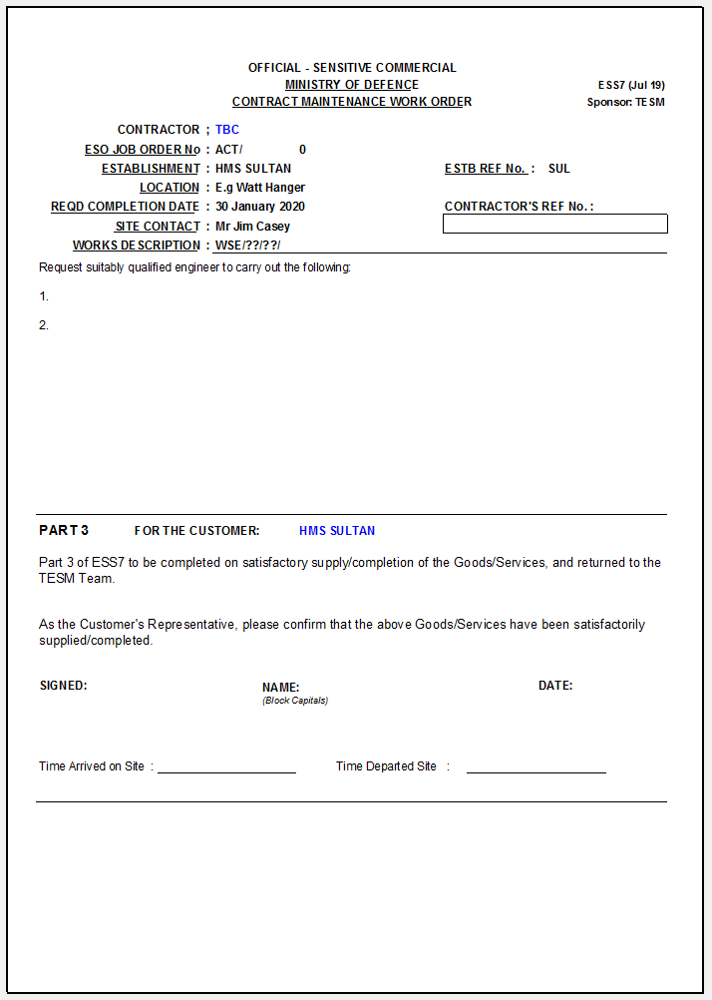 OFFICIAL - SENSITIVE COMMERCIAL
MINISTRY OF DEFENCE
ESS7 (Jul 19)
CONTRACT MAINTENANCE WORK ORDER
Sponsor: TESM
CONTRACTOR ; TBC
ESO JOB ORDER No : ACT/ 0
ESTABLISHMENT : HMS SULTAN
ESTB REF No. : SUL
LOCATION : E.g Watt Hanger
REQD COMPLETION DATE : 30 January 2020
CONTRACTOR'S REF No. :
SITE CONTACT : Mr Jim Casey
WORKS DESCRIPTION : WSE/??/??/
Request suitably qualified engineer to carry out the following:
1.
2.
PART 3 FOR THE CUSTOMER: HMS SULTAN
Part 3 of ESS7 to be completed on satisfactory supply/completion of the Goods/Services, and returned to the
TESM Team.
As the Customer's Representative, please confirm that the above Goods/Services have been satisfactorily
supplied/completed.
SIGNED: NAME: DATE:
(Block Capitals)
Time Arrived on Site : Time Departed Site :